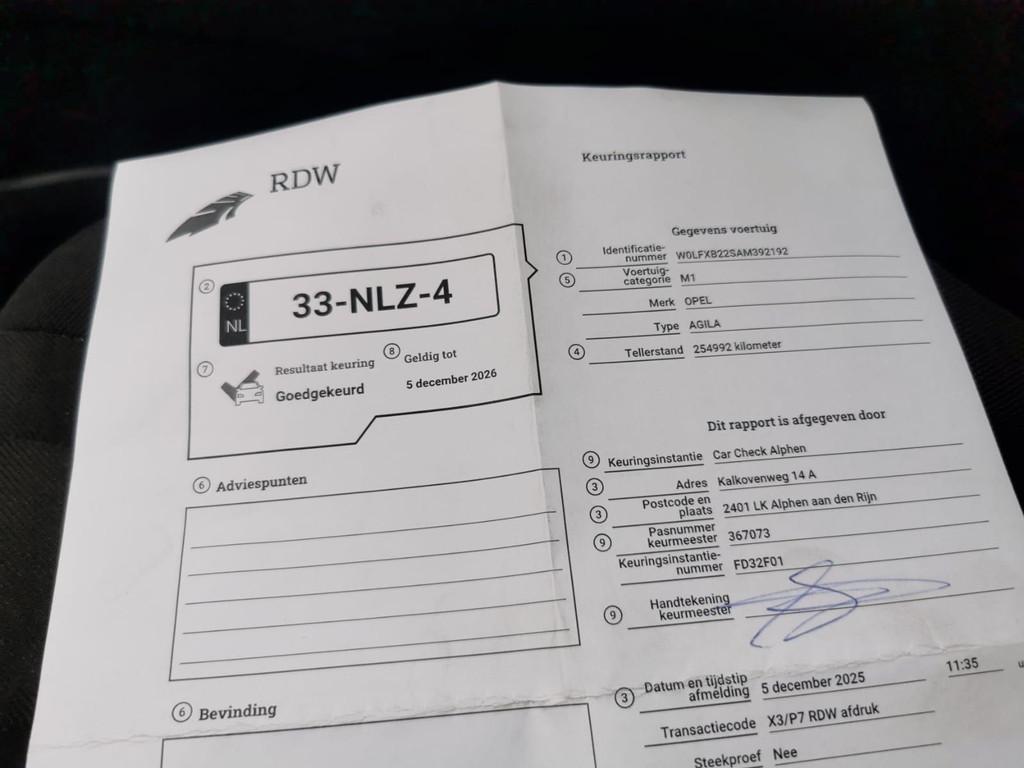 RDW
Keuringsrapport
② NL 33-NLZ-4
⑦ Resultaat keuring
Goedgekeurd
⑧ Geldig tot
5 december 2026
⑥ Adviespunten
⑥ Bevinding
Gegevens voertuig
① Identificatie-
nummer W0LFXB22SAM392192
⑤ Voertuig-
categorie M1
Merk OPEL
Type AGILA
④ Tellerstand 254992 kilometer
Dit rapport is afgegeven door
⑨ Keuringsinstantie Car Check Alphen
③ Adres Kalkovenweg 14 A
③ Postcode en
plaats 2401 LK Alphen aan den Rijn
⑨ Pasnummer
keurmeester 367073
Keuringsinstantie-
nummer FD32F01
⑨ Handtekening
keurmeester
③ Datum en tijdstip
afmelding 5 december 2025 11:35 u
Transactiecode X3/P7 RDW afdruk
Steekproef Nee